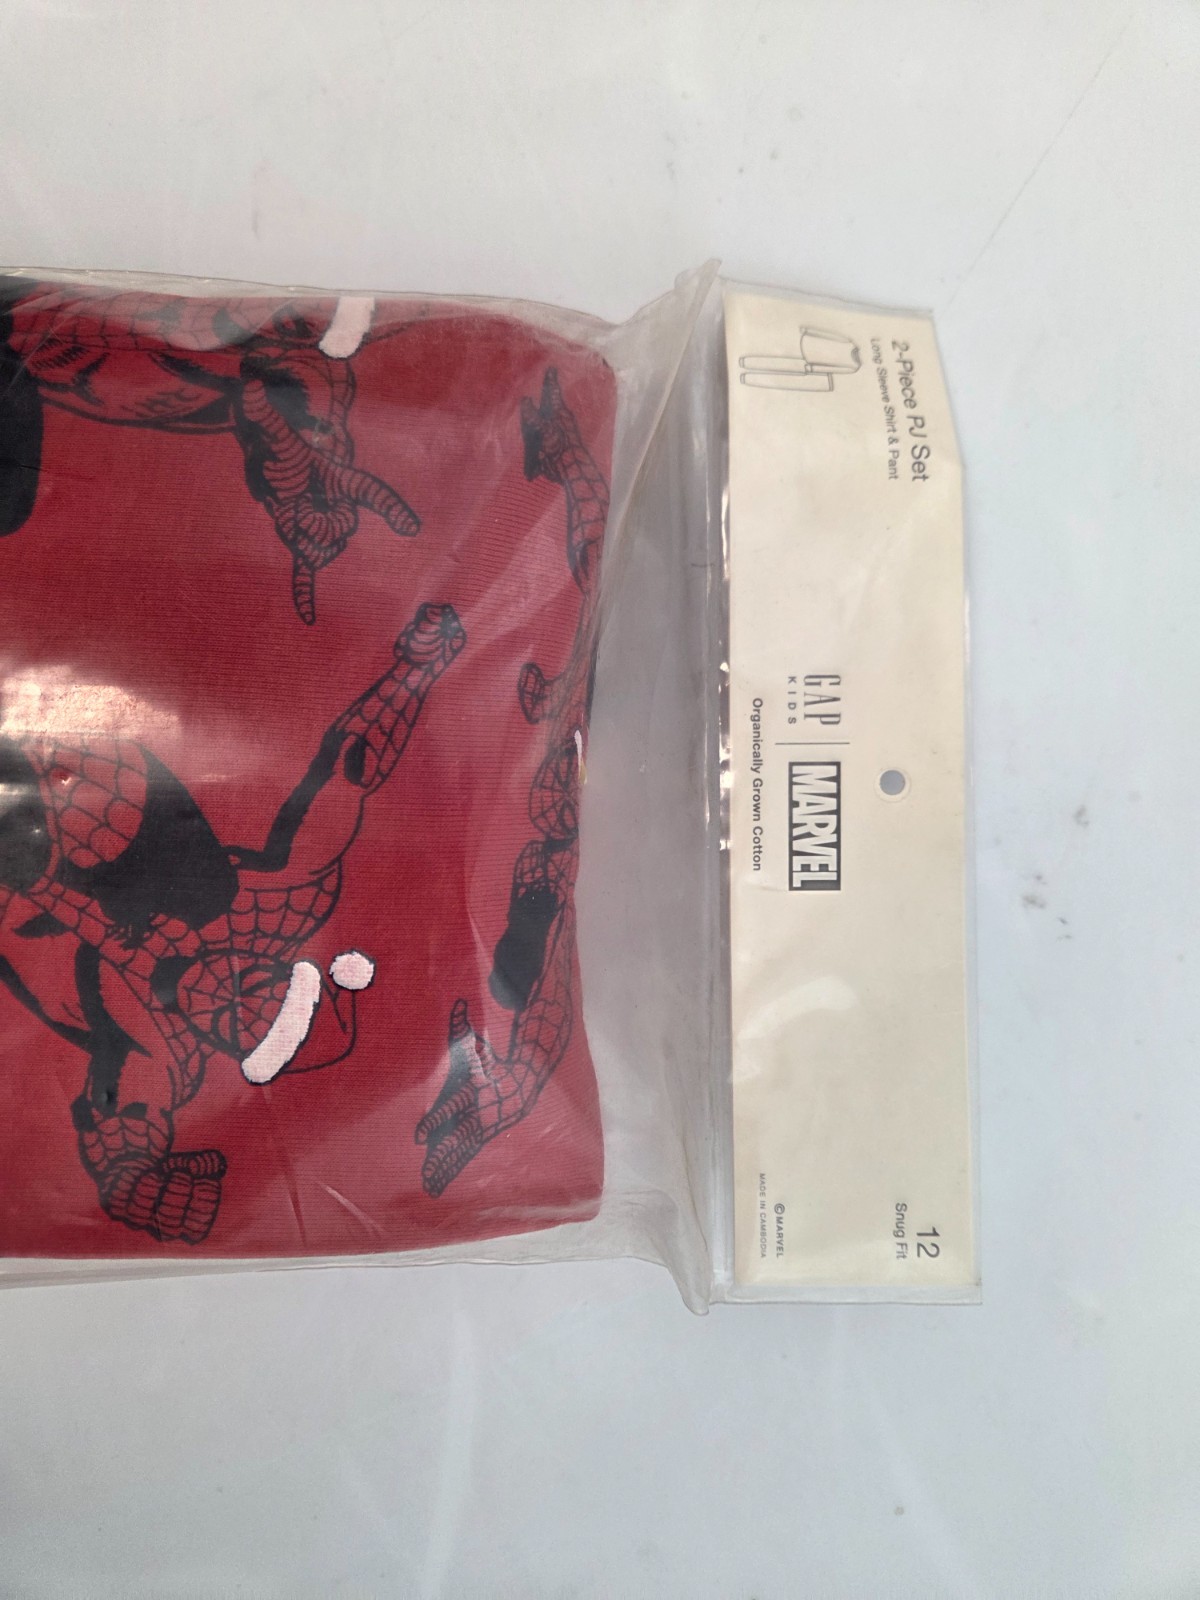 2-Piece PJ Set
Long Sleeve Shirt & Pant
GAP
KIDS
MARVEL
Organically Grown Cotton
12
Snug Fit
©MARVEL
MADE IN CAMBODIA